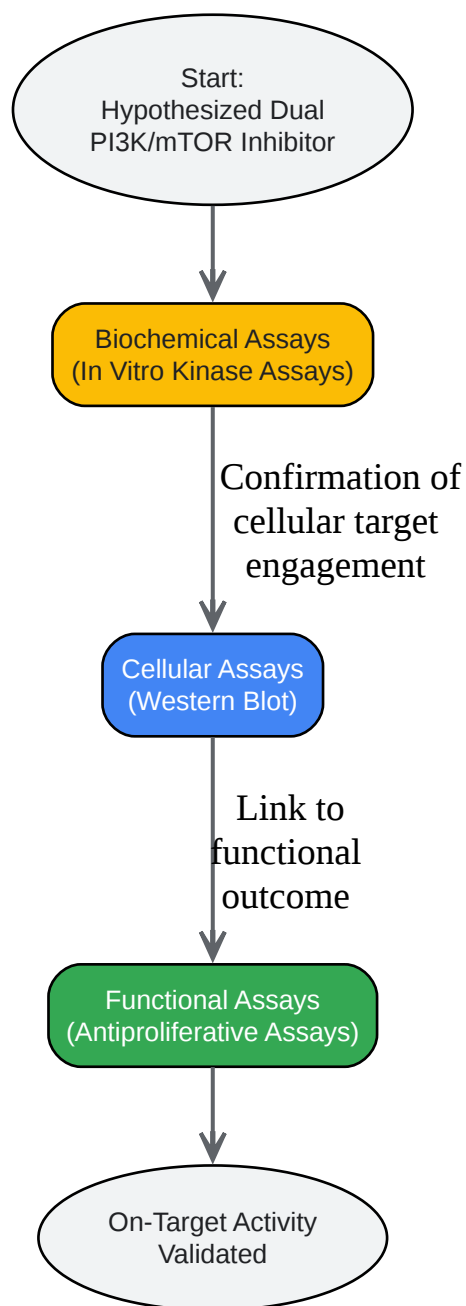 Start:
Hypothesized Dual
PI3K/mTOR Inhibitor
Biochemical Assays
(In Vitro Kinase Assays)
Confirmation of
cellular target
engagement
Cellular Assays
(Western Blot)
Link to
functional
outcome
Functional Assays
(Antiproliferative Assays)
On-Target Activity
Validated